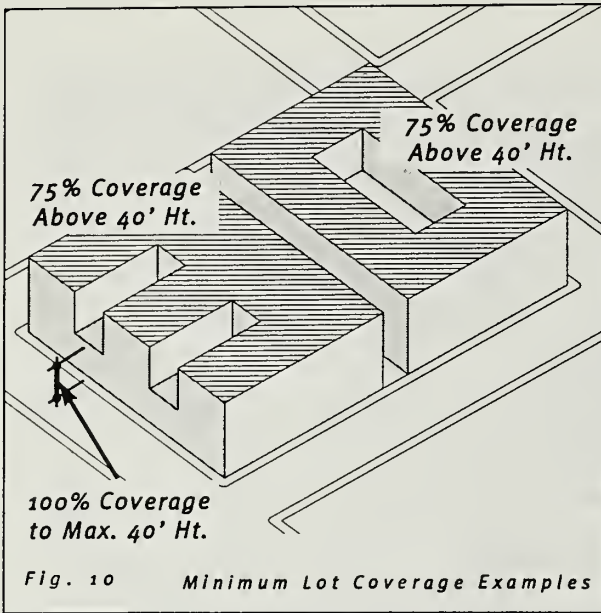 75% Coverage
Above 40' Ht.
75% Coverage
Above 40' Ht.
100% Coverage
to Max. 40' Ht.
Fig. 10 Minimum Lot Coverage Examples